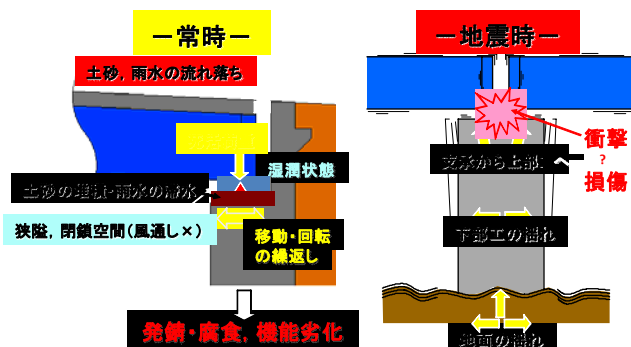 －常時－
土砂，雨水の流れ落ち
湿潤状態
土砂の堆積・雨水の滞水
狭隘，閉鎖空間（風通し×）
移動・回転
の繰返し
発錆・腐食，機能劣化
－地震時－
衝撃
?
損傷
支承から上部
下部工の揺れ
地面の揺れ